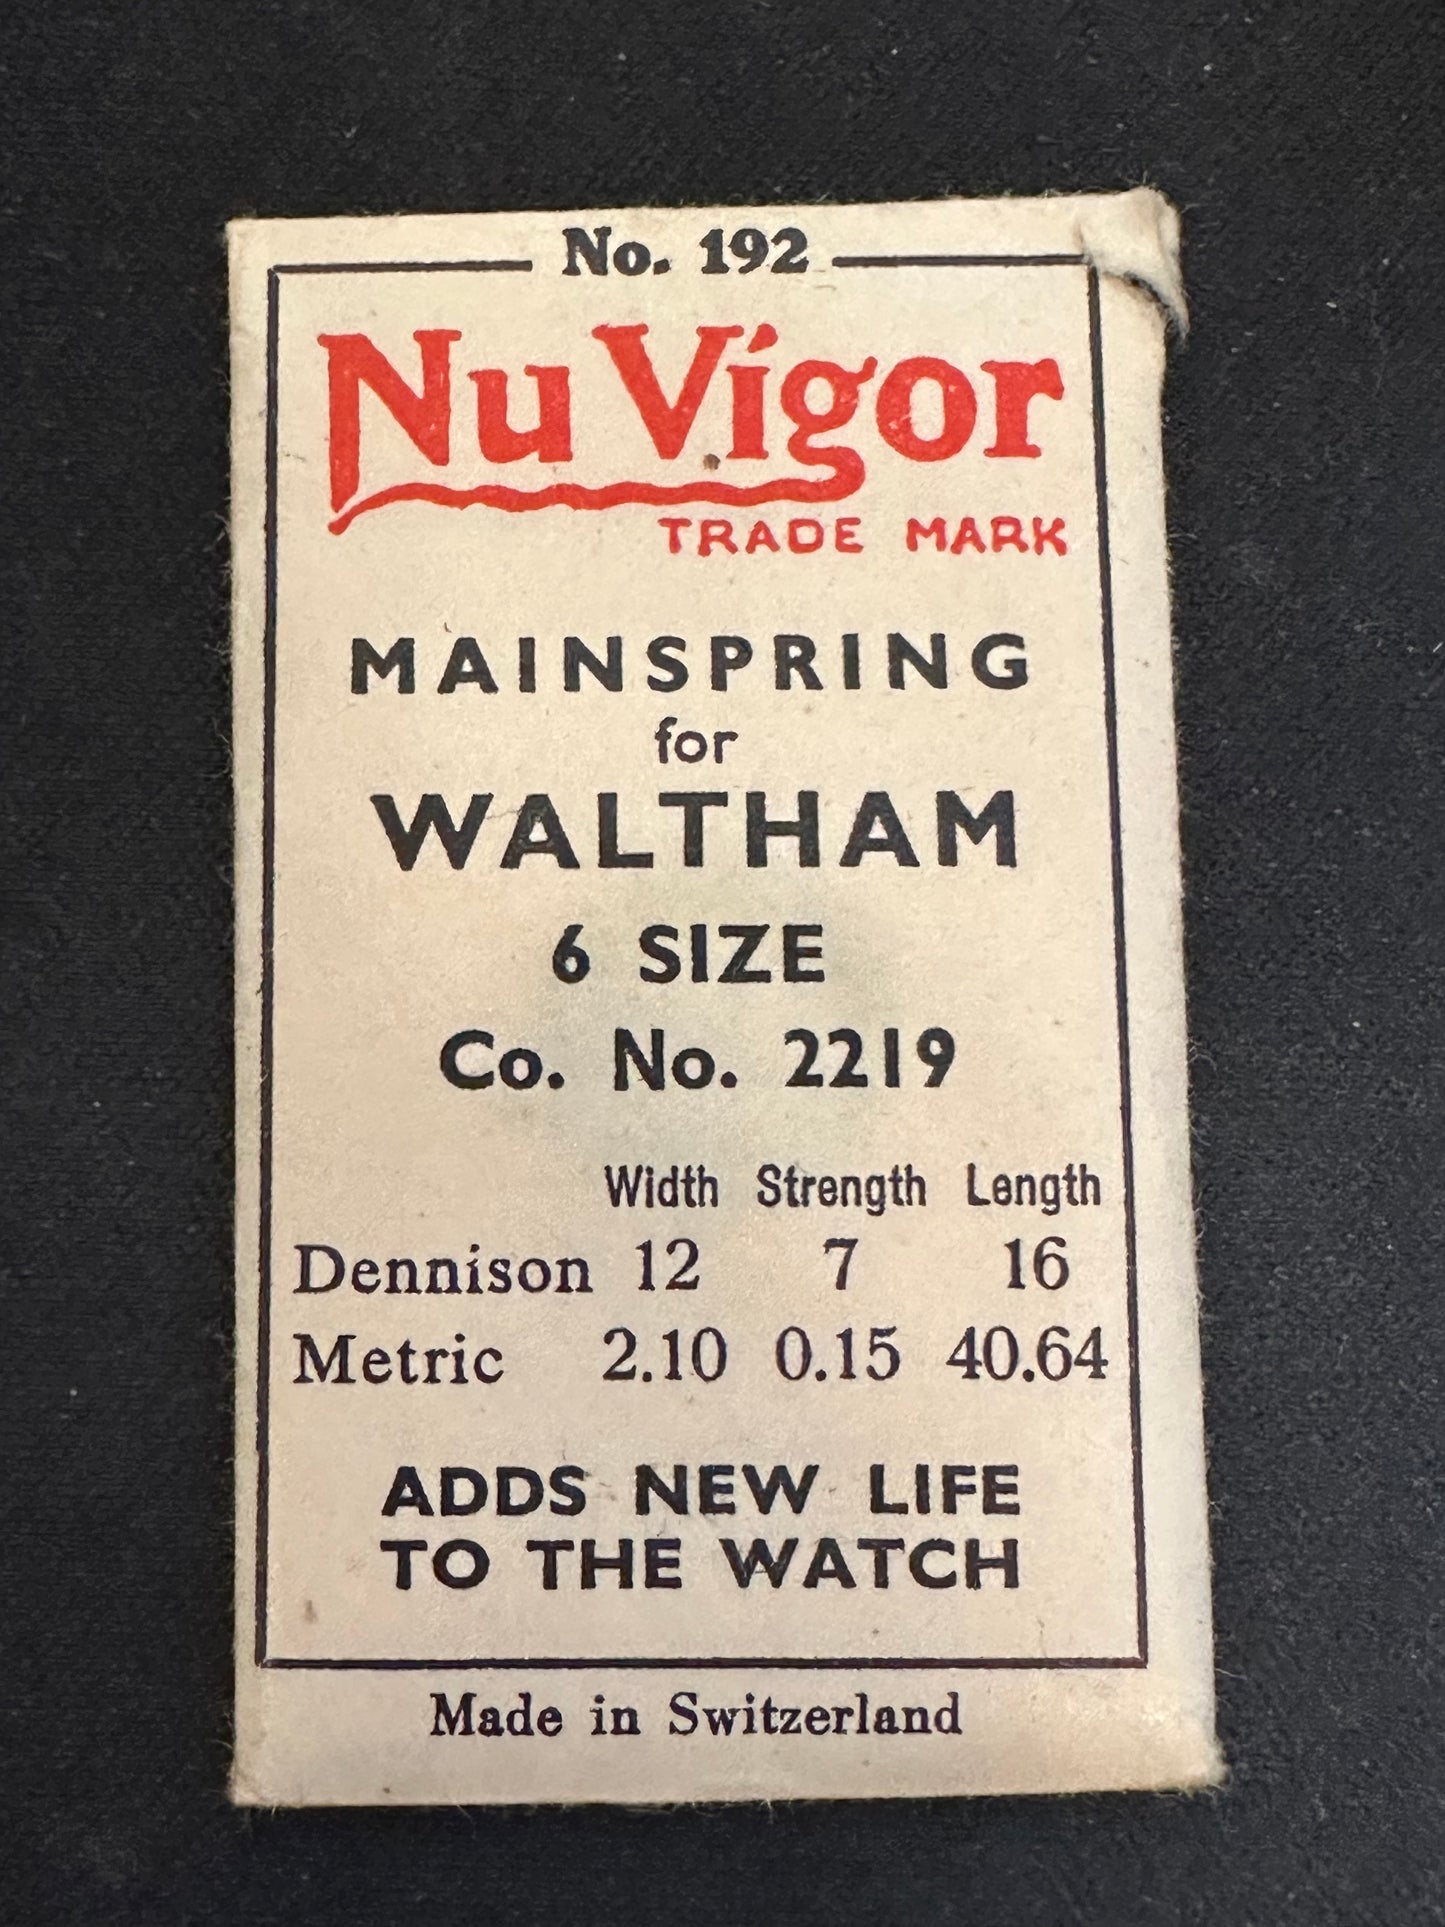 No. 192
Nu Vigor
TRADE MARK
MAINSPRING
for
WALTHAM
6 SIZE
Co. No. 2219
Width Strength Length
Dennison 12 7 16
Metric 2.10 0.15 40.64
ADDS NEW LIFE
TO THE WATCH
Made in Switzerland